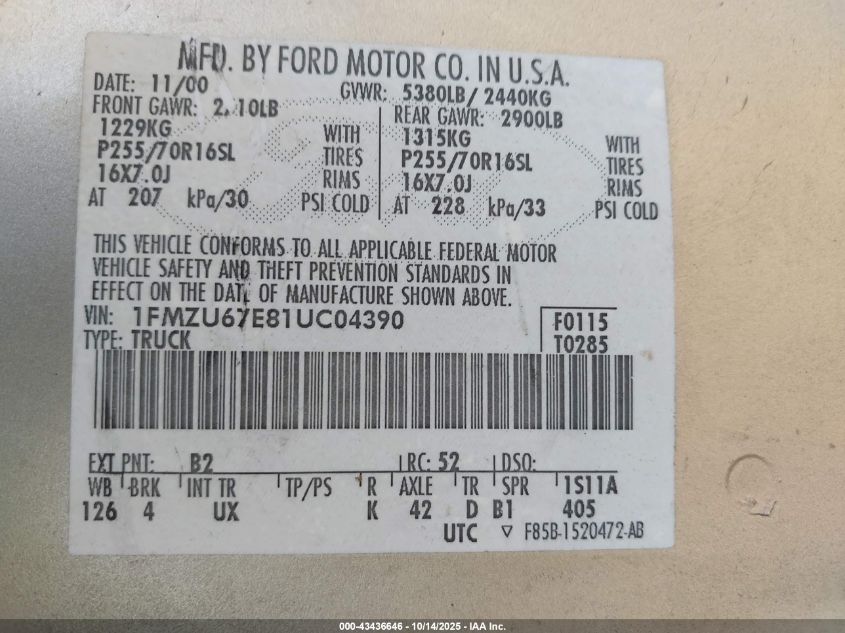 MFD. BY FORD MOTOR CO. IN U.S.A.
DATE: 11/00 GVWR: 5380LB/ 2440KG
FRONT GAWR: 2, 10LB REAR GAWR: 2900LB
1229KG WITH 1315KG WITH
P255/70R16SL TIRES P255/70R16SL TIRES
16X7.0J RIMS 16X7.0J RIMS
AT 207 kPa/30 PSI COLD AT 228 kPa/33 PSI COLD
THIS VEHICLE CONFORMS TO ALL APPLICABLE FEDERAL MOTOR
VEHICLE SAFETY AND THEFT PREVENTION STANDARDS IN
EFFECT ON THE DATE OF MANUFACTURE SHOWN ABOVE.
VIN: 1FMZU67E81UC04390 F0115
TYPE: TRUCK T0285
EXT PNT: B2 RC: 52 DSO:
WB BRK INT TR TP/PS R AXLE TR SPR 1S11A
126 4 UX K 42 D B1 405
UTC ▽ F85B-1520472-AB
000-43436646 - 10/14/2025 - IAA Inc.